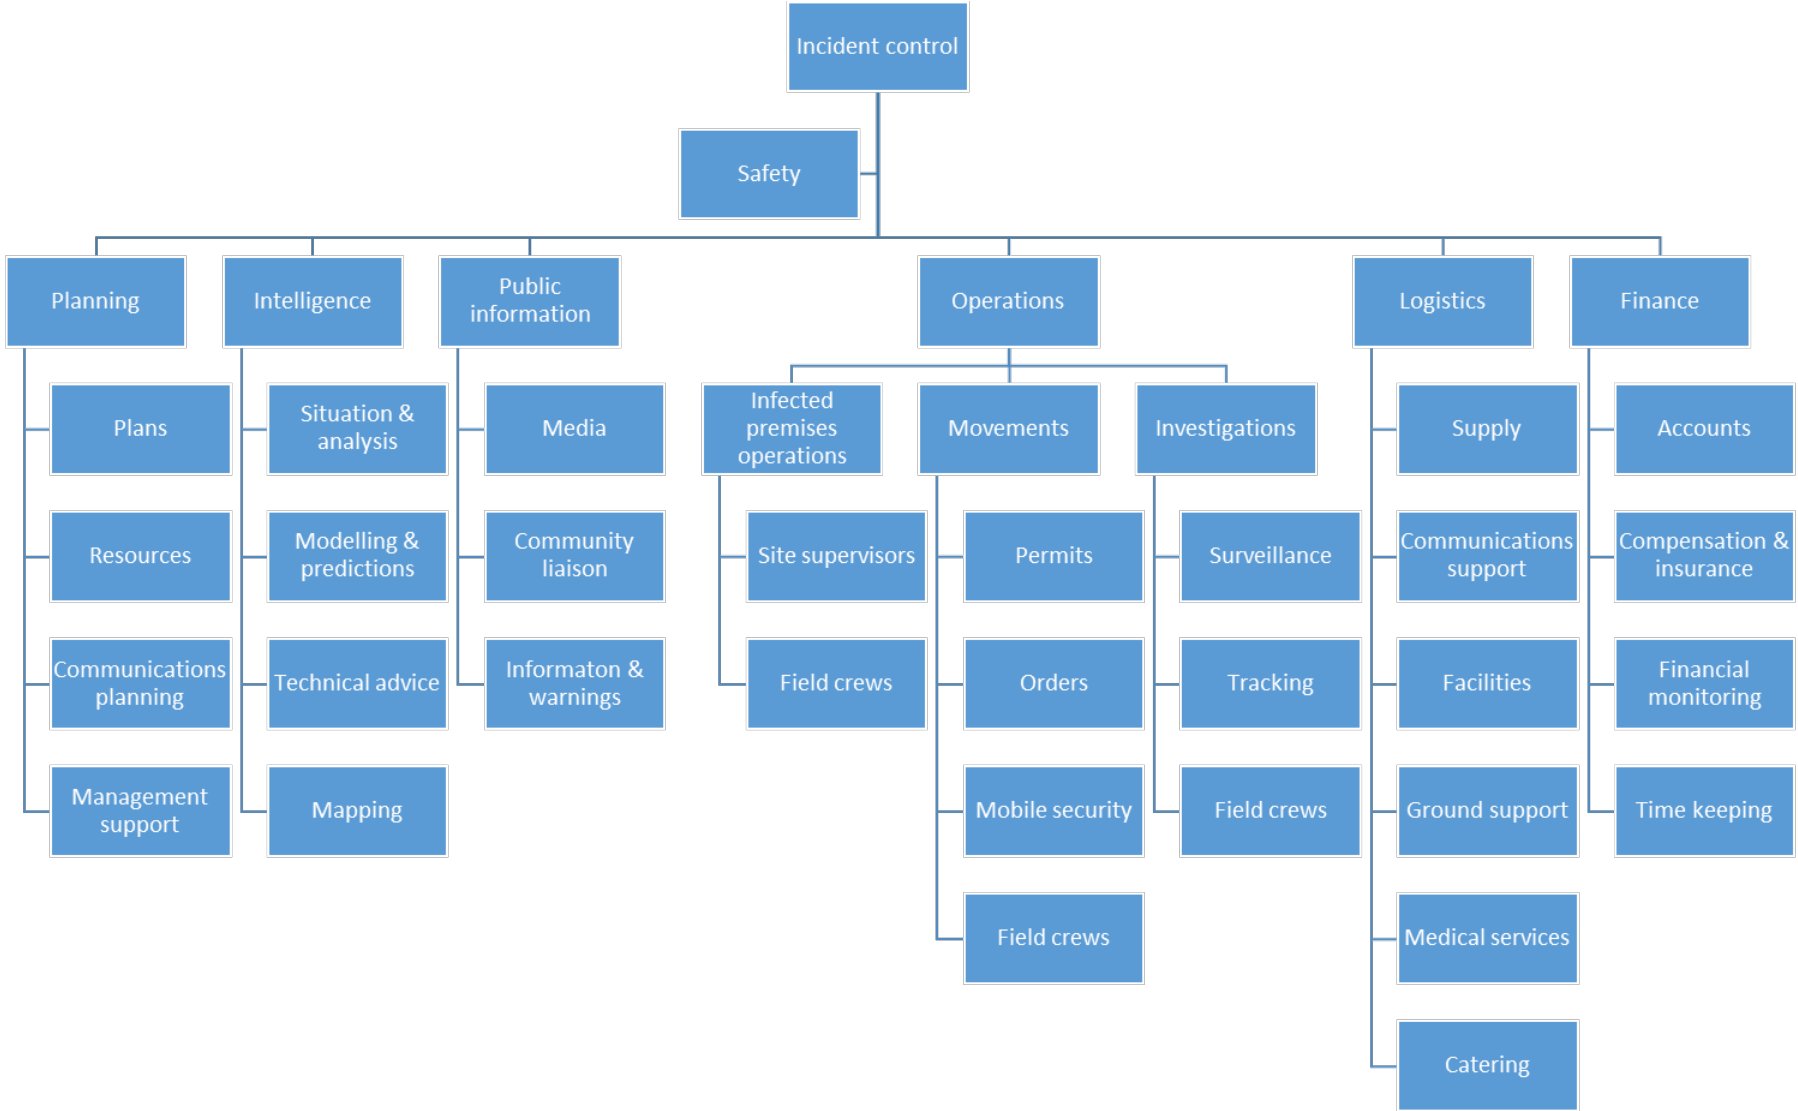 Incident control
Safety
Planning
Intelligence
Public
information
Operations
Logistics
Finance
Plans
Resources
Communications
planning
Management
support
Situation &
analysis
Modelling &
predictions
Technical advice
Mapping
Media
Community
liaison
Informaton &
warnings
Infected
premises
operations
Site supervisors
Field crews
Movements
Permits
Orders
Mobile security
Field crews
Investigations
Surveillance
Tracking
Field crews
Supply
Communications
support
Facilities
Ground support
Medical services
Catering
Accounts
Compensation &
insurance
Financial
monitoring
Time keeping